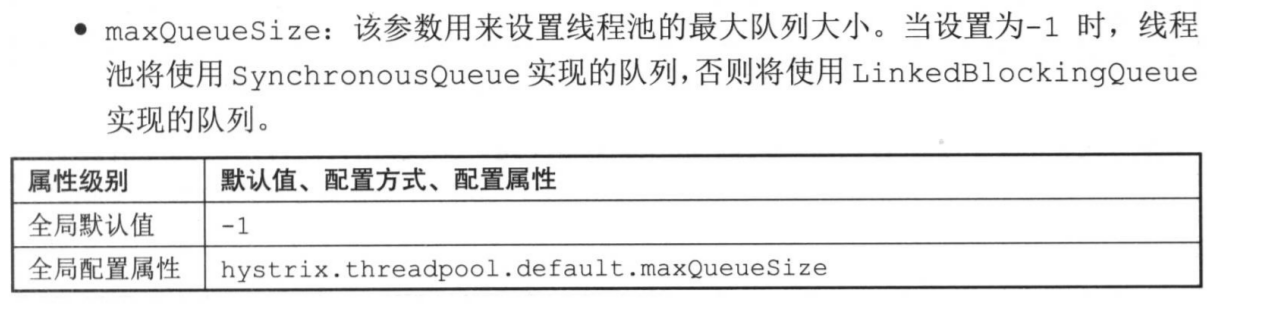 ● maxQueueSize：该参数用来设置线程池的最大队列大小。当设置为-1 时，线程
池将使用 SynchronousQueue 实现的队列,否则将使用 LinkedBlockingQueue
实现的队列。
属性级别 默认值、配置方式、配置属性
全局默认值 -1
全局配置属性 hystrix.threadpool.default.maxQueueSize